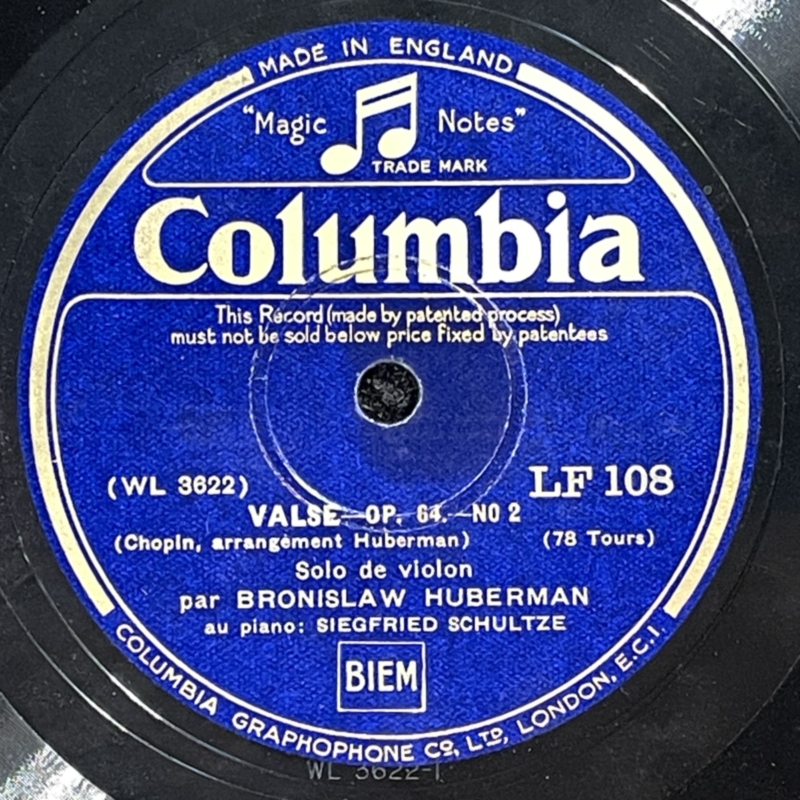 MADE IN ENGLAND
"Magic Notes"
TRADE MARK
Columbia
This Record (made by patented process)
must not be sold below price fixed by patentees
(WL 3622) LF 108
VALSE—OP. 64.—NO 2
(Chopin, arrangèment Huberman) (78 Tours)
Solo de violon
par BRONISLAW HUBERMAN
au piano: SIEGFRIED SCHULTZE
BIEM
COLUMBIA GRAPHOPHONE CO, LTD, LONDON, E.C.1.
WL 3622-1